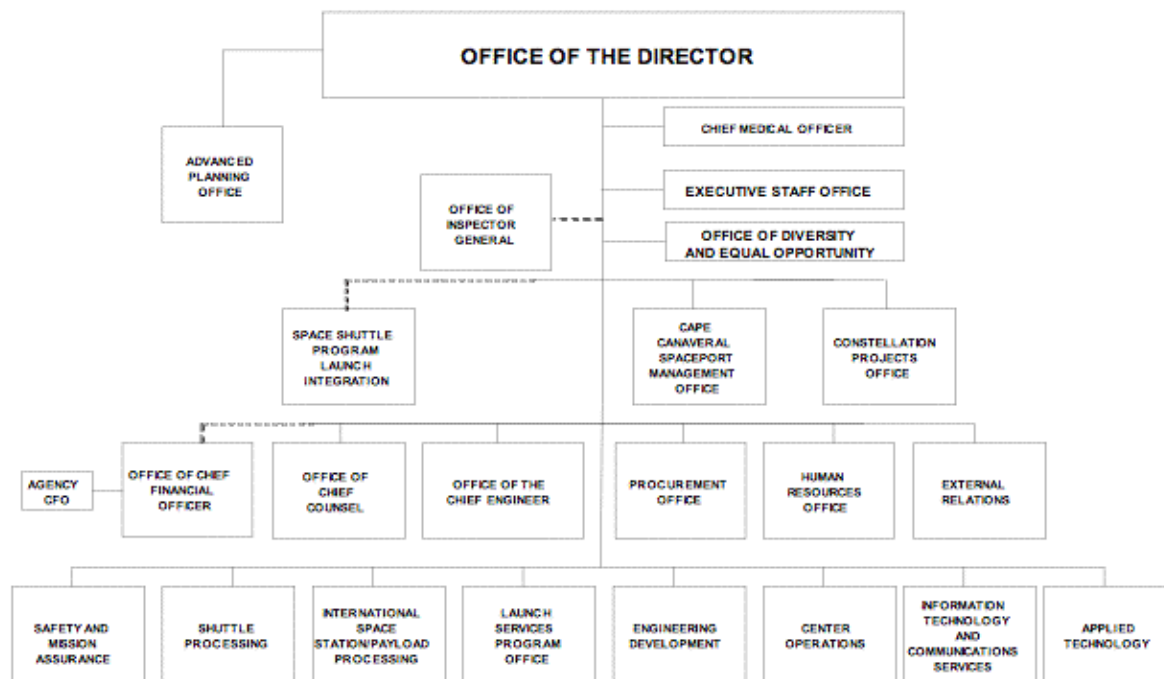 OFFICE OF THE DIRECTOR
CHIEF MEDICAL OFFICER
ADVANCED
PLANNING
OFFICE
EXECUTIVE STAFF OFFICE
OFFICE OF
INSPECTOR
GENERAL
OFFICE OF DIVERSITY
AND EQUAL OPPORTUNITY
SPACE SHUTTLE
PROGRAM
LAUNCH
INTEGRATION
CAPE
CANAVERAL
SPACEPORT
MANAGEMENT
OFFICE
CONSTELLATION
PROJECTS
OFFICE
AGENCY
CFO
OFFICE OF CHIEF
FINANCIAL
OFFICER
OFFICE OF
CHIEF
COUNSEL
OFFICE OF THE
CHIEF ENGINEER
PROCUREMENT
OFFICE
HUMAN
RESOURCES
OFFICE
EXTERNAL
RELATIONS
SAFETY AND
MISSION
ASSURANCE
SHUTTLE
PROCESSING
INTERNATIONAL
SPACE
STATION/PAYLOAD
PROCESSING
LAUNCH
SERVICES
PROGRAM
OFFICE
ENGINEERING
DEVELOPMENT
CENTER
OPERATIONS
INFORMATION
TECHNOLOGY
AND
COMMUNICATIONS
SERVICES
APPLIED
TECHNOLOGY